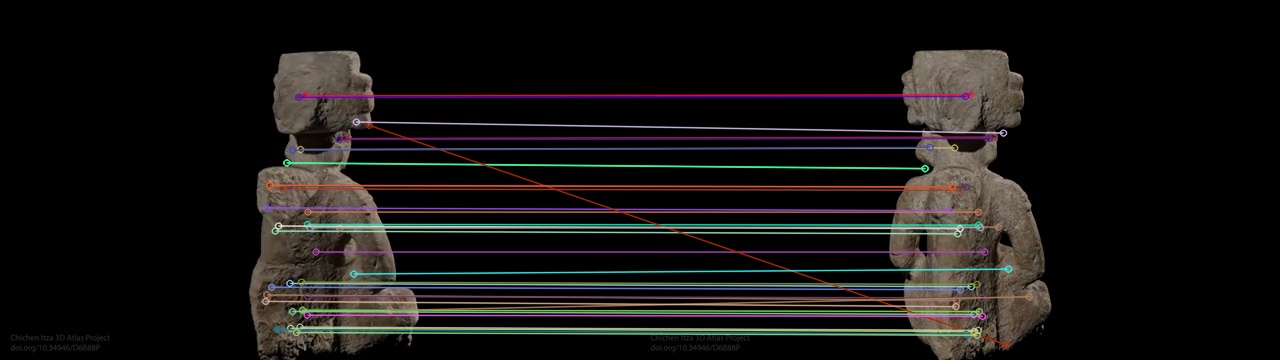 Chichen Itza 3D Atlas Project
doi.org/10.34946/D6B88P
Chichen Itza 3D Atlas Project
doi.org/10.34946/D6B88P